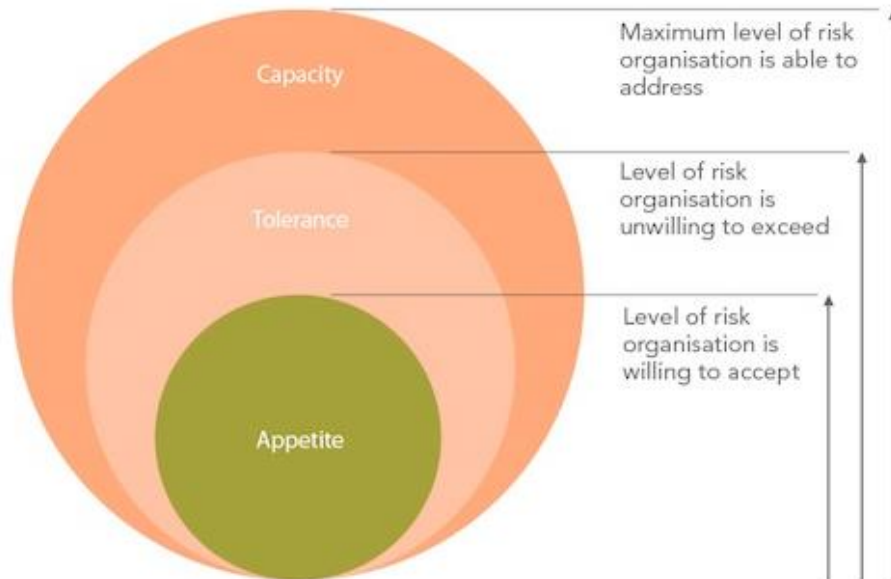 Capacity
Maximum level of risk
organisation is able to
address
Tolerance
Level of risk
organisation is
unwilling to exceed
Level of risk
organisation is
willing to accept
Appetite